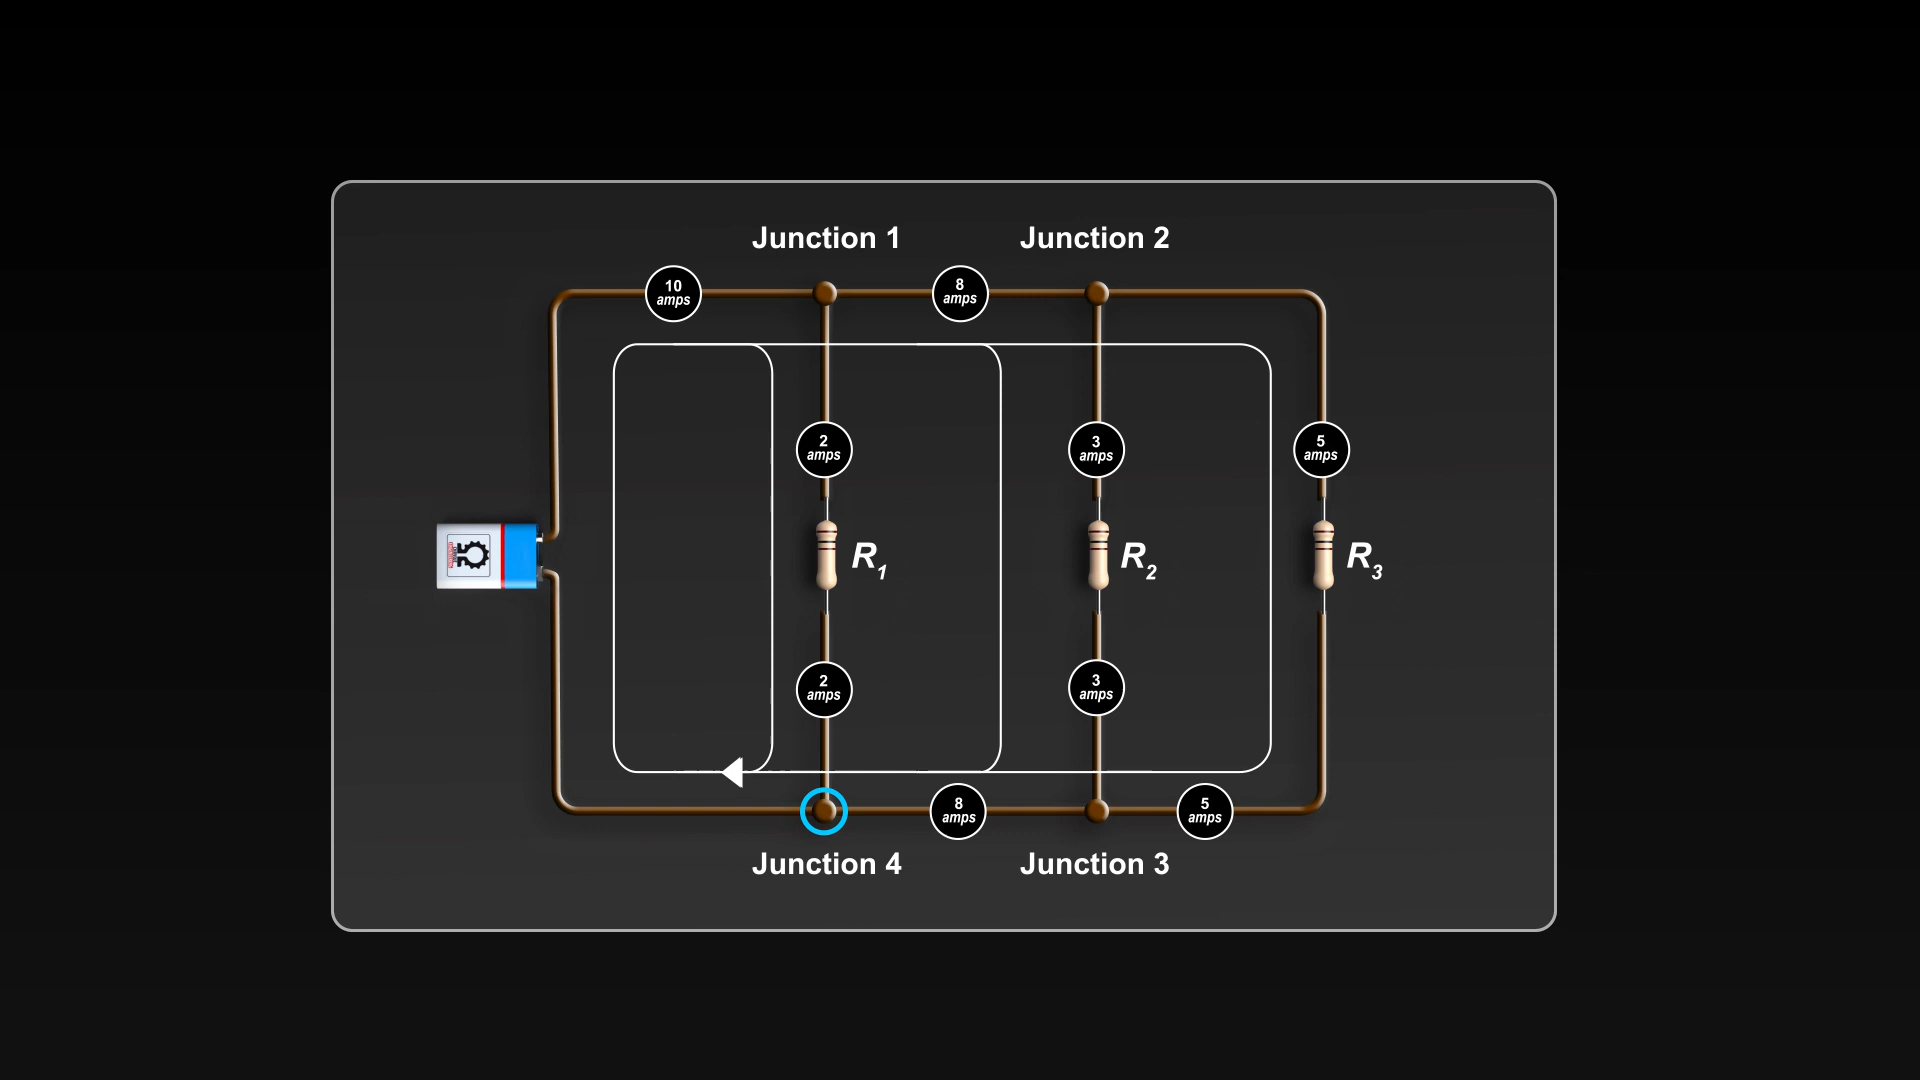 Junction 1
Junction 2
10
amps
8
amps
2
amps
3
amps
5
amps
R1
R2
R3
2
amps
3
amps
8
amps
5
amps
Junction 4
Junction 3